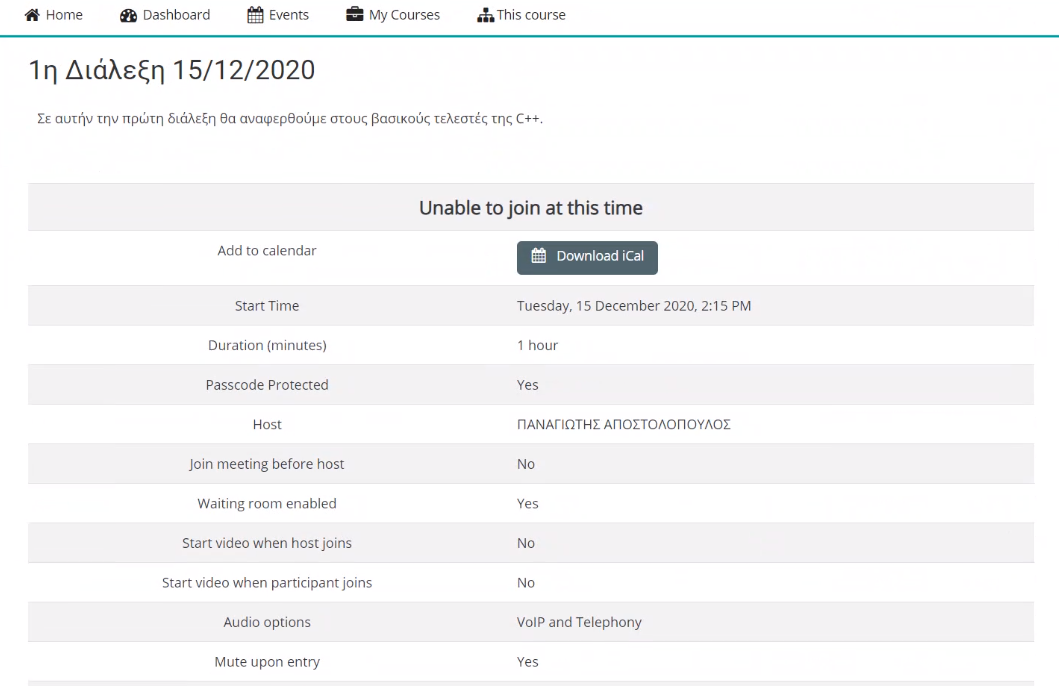 Home Dashboard Events My Courses This course
1η Διάλεξη 15/12/2020
Σε αυτήν την πρώτη διάλεξη θα αναφερθούμε στους βασικούς τελεστές της C++.
Unable to join at this time
Add to calendar Download iCal
Start Time Tuesday, 15 December 2020, 2:15 PM
Duration (minutes) 1 hour
Passcode Protected Yes
Host ΠΑΝΑΓΙΩΤΗΣ ΑΠΟΣΤΟΛΟΠΟΥΛΟΣ
Join meeting before host No
Waiting room enabled Yes
Start video when host joins No
Start video when participant joins No
Audio options VoIP and Telephony
Mute upon entry Yes